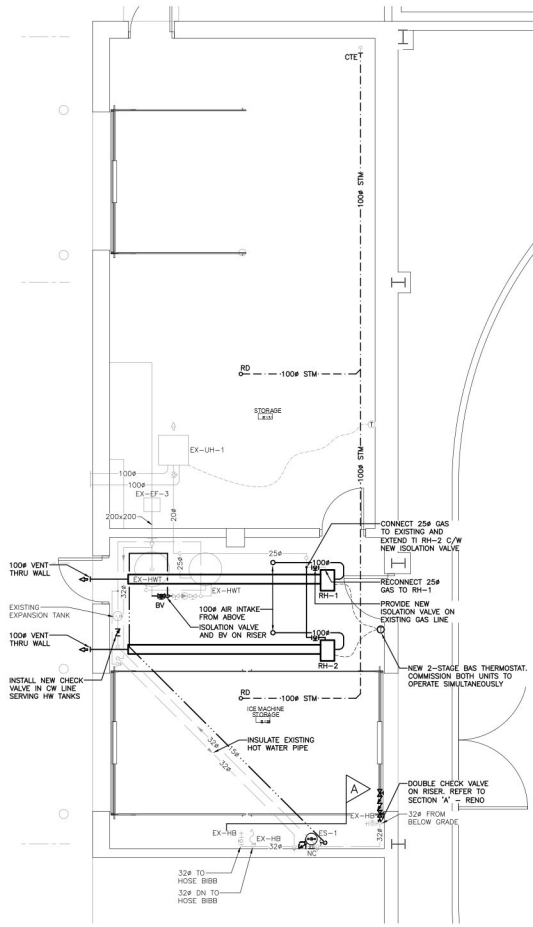 CTE
100ø STM
RD
100ø STM
STORAGE
EX-UH-1
100ø STM
100ø
100ø
EX-EF-3
200x200
20ø
CONNECT 25ø GAS
TO EXISTING AND
EXTEND TI RH-2 C/W
NEW ISOLATION VALVE
100ø VENT
THRU WALL
32ø
25ø
25ø
EX-HWT
EX-HWT
BV
100ø
RH-1
RECONNECT 25ø
GAS TO RH-1
100ø AIR INTAKE
FROM ABOVE
ISOLATION VALVE
AND BV ON RISER
PROVIDE NEW
ISOLATION VALVE ON
EXISTING GAS LINE
EXISTING
EXPANSION TANK
100ø VENT
THRU WALL
100ø
RH-2
NEW 2-STAGE BAS THERMOSTAT.
COMMISSION BOTH UNITS TO
OPERATE SIMULTANEOUSLY
INSTALL NEW CHECK
VALVE IN CW LINE
SERVING HW TANKS
RD
100ø STM
ICE MACHINE
STORAGE
INSULATE EXISTING
HOT WATER PIPE
15ø
32ø
32ø
A
DOUBLE CHECK VALVE
ON RISER. REFER TO
SECTION 'A' - RENO
EX-HB
32ø FROM
BELOW GRADE
EX-HB
EX-HB
ES-1
32ø
NC
32ø
32ø TO
HOSE BIBB
32ø DN TO
HOSE BIBB